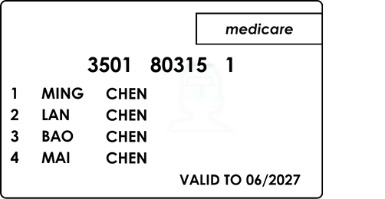 medicare
3501 80315 1
1 MING CHEN
2 LAN CHEN
3 BAO CHEN
4 MAI CHEN
VALID TO 06/2027